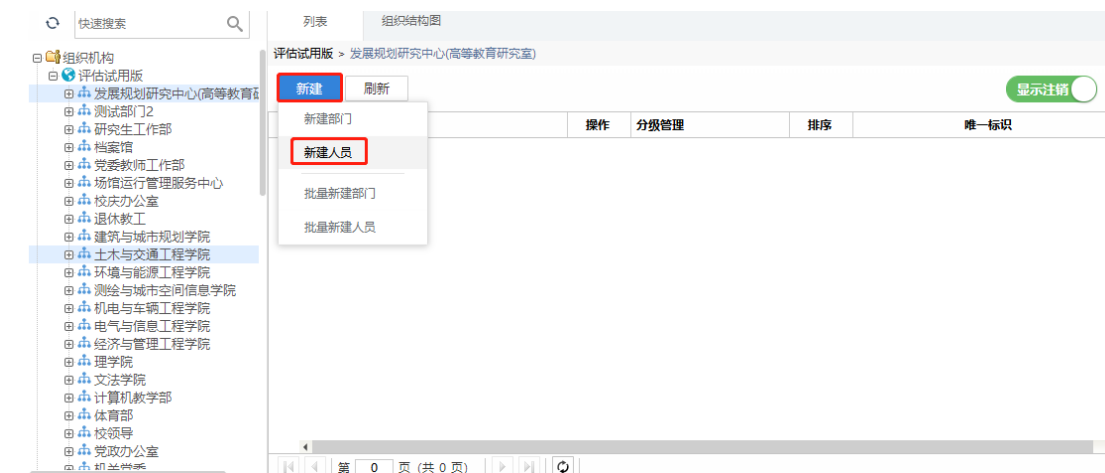 快速搜索
列表 组织结构图
组织机构
评估试用版
发展规划研究中心(高等教育研
测试部门2
研究生工作部
档案馆
党委教师工作部
场馆运行管理服务中心
校庆办公室
退休教工
建筑与城市规划学院
土木与交通工程学院
环境与能源工程学院
测绘与城市空间信息学院
机电与车辆工程学院
电气与信息工程学院
经济与管理工程学院
理学院
文法学院
计算机教学部
体育部
校领导
党政办公室
机关党委
评估试用版 > 发展规划研究中心(高等教育研究室)
新建 刷新 显示注销
新建部门
新建人员
批量新建部门
批量新建人员
操作 分级管理 排序 唯一标识
第 0 页 (共 0 页)